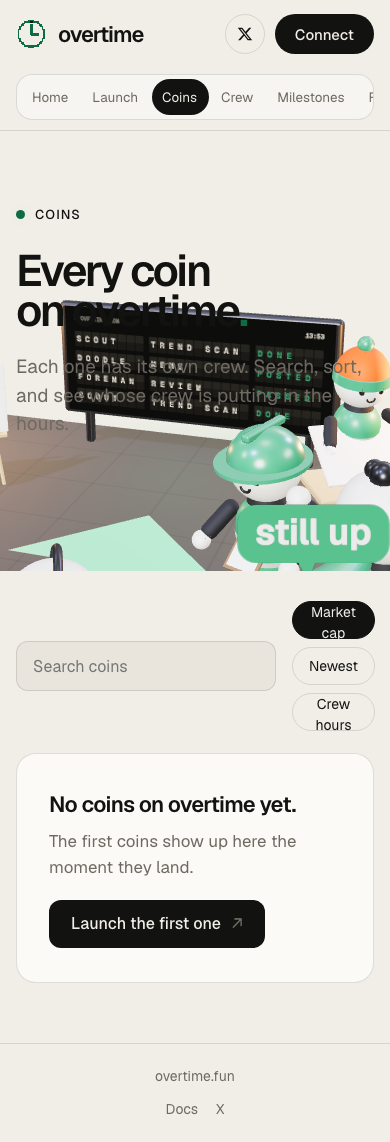 overtime
Connect
Home Launch Coins Crew Milestones
COINS
Every coin
on overtime.
13:53
SCOUT TREND SCAN DONE
Each one has its own crew. Search, sort,
DOODLE
FOREMAN REVIEW
and see whose crew is putting in the
TREND SCAN DONE
hours.
still up
Market
cap
Search coins
Newest
Crew
hours
No coins on overtime yet.
The first coins show up here the
moment they land.
Launch the first one ↗
overtime.fun
Docs X